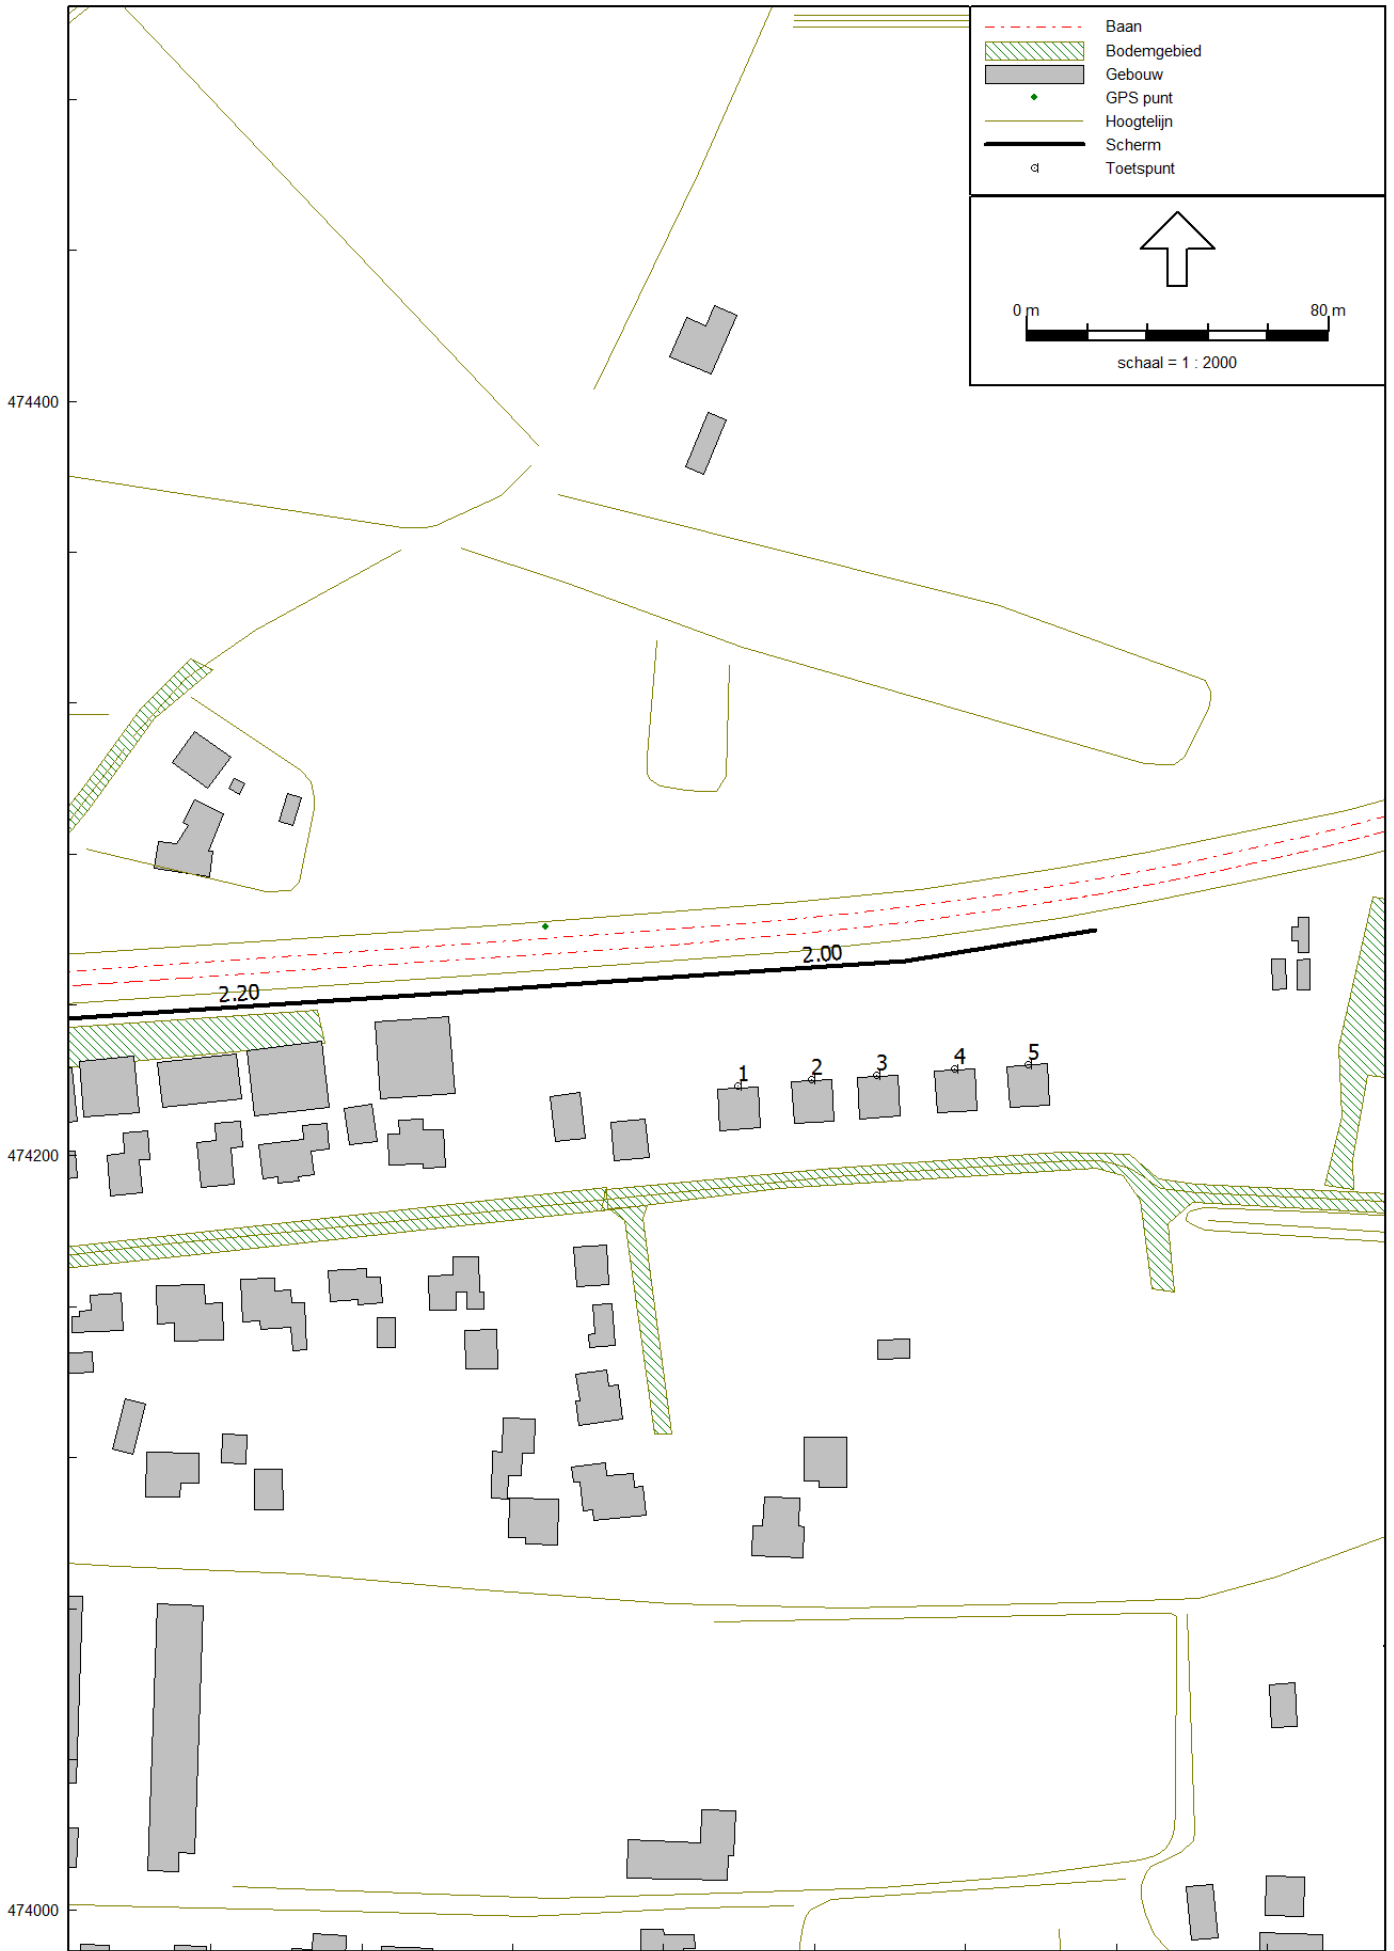 Baan
Bodemgebied
Gebouw
GPS punt
Hoogtelijn
Scherm
Toetspunt
0 m 80 m
schaal = 1 : 2000
474400
2.00
2.20
1 2 3 4 5
474200
474000